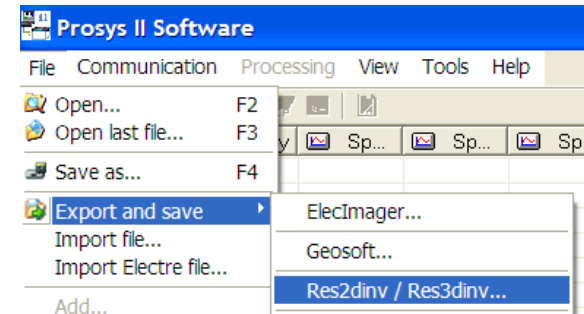 Prosys II Software
File Communication Processing View Tools Help
Open... F2
Open last file... F3
y Sp... Sp... Sp
Save as... F4
Export and save
ElecImager...
Import file...
Geosoft...
Import Electre file...
Res2dinv / Res3dinv...
Add...